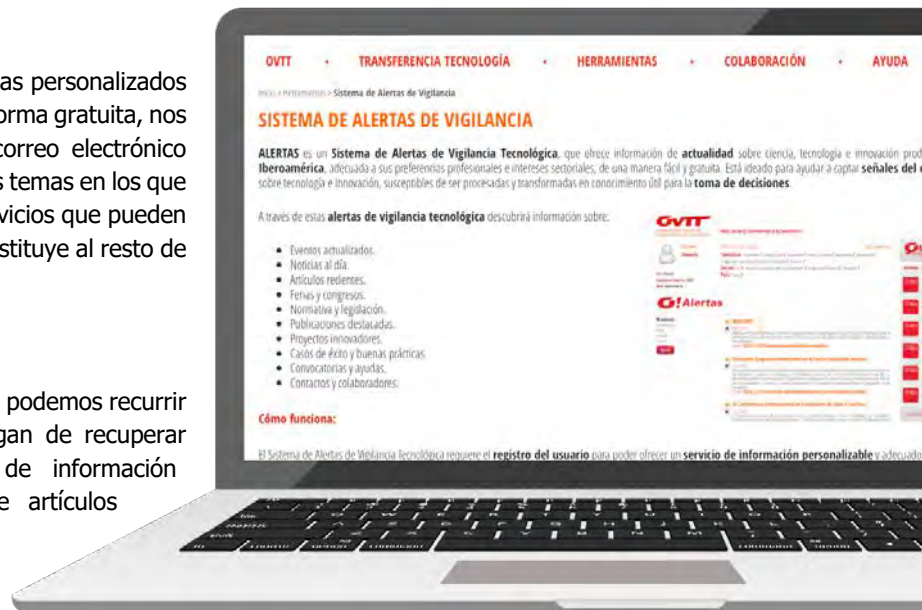 as personalizados
orma gratuita, nos
correo electrónico
s temas en los que
vicios que pueden
stituye al resto de
podemos recurrir
gan de recuperar
de información
e artículos
OVTT · TRANSFERENCIA TECNOLOGÍA · HERRAMIENTAS · COLABORACIÓN · AYUDA
Inicio > Herramientas > Sistema de Alertas de Vigilancia
SISTEMA DE ALERTAS DE VIGILANCIA
ALERTAS es un Sistema de Alertas de Vigilancia Tecnológica, que ofrece información de actualidad sobre ciencia, tecnología e innovación prod
Iberoamérica, adecuada a sus preferencias profesionales e intereses sectoriales, de una manera fácil y gratuita. Está ideado para ayudar a captar señales del e
sobre tecnología e innovación, susceptibles de ser procesadas y transformadas en conocimiento útil para la toma de decisiones.
A través de estas alertas de vigilancia tecnológica descubrirá información sobre:
Eventos actualizados.
Noticias al día.
Artículos recientes.
Ferias y congresos.
Normativa y legislación.
Publicaciones destacadas.
Proyectos innovadores.
Casos de éxito y buenas prácticas.
Convocatorias y ayudas.
Contactos y colaboradores.
OVTT
Alertas
Cómo funciona:
El Sistema de Alertas de Vigilancia Tecnológica requiere el registro del usuario para poder ofrecer un servicio de información personalizable y adecuado